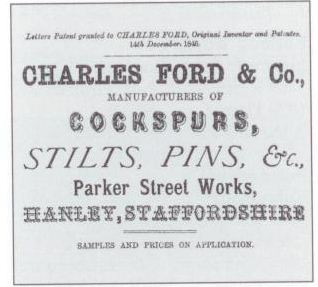 Letters Patent granted to CHARLES FORD, Original Inventor and Patentee.
14th December, 1846.
CHARLES FORD & Co.,
MANUFACTURERS OF
COCKSPURS,
STILTS, PINS, &c.,
Parker Street Works,
HANLEY, STAFFORDSHIRE
SAMPLES AND PRICES ON APPLICATION.